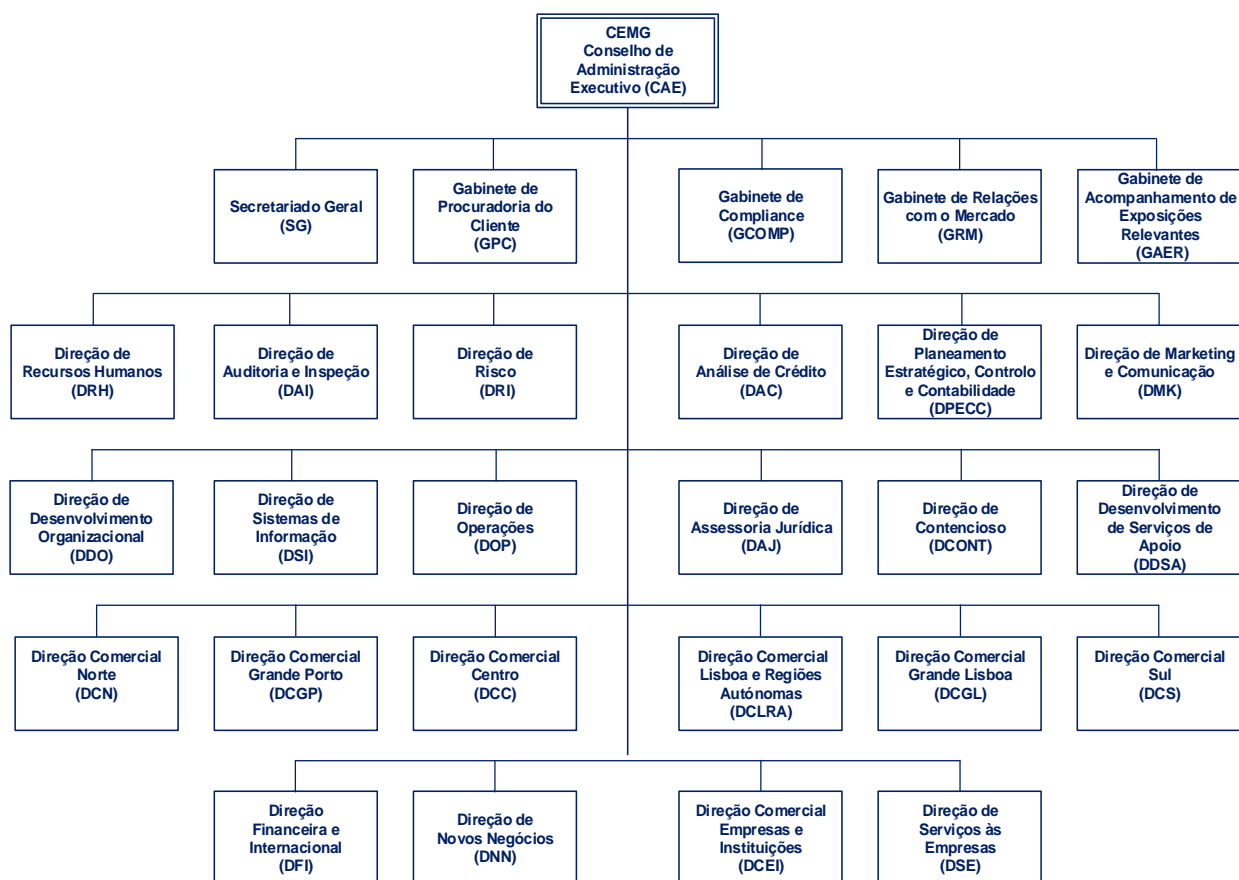 CEMG
Conselho de
Administração
Executivo (CAE)
Secretariado Geral
(SG)
Gabinete de
Procuradoria do
Cliente
(GPC)
Gabinete de
Compliance
(GCOMP)
Gabinete de Relações
com o Mercado
(GRM)
Gabinete de
Acompanhamento de
Exposições
Relevantes
(GAER)
Direção de
Recursos Humanos
(DRH)
Direção de
Auditoria e Inspeção
(DAI)
Direção de
Risco
(DRI)
Direção de
Análise de Crédito
(DAC)
Direção de
Planeamento
Estratégico, Controlo
e Contabilidade
(DPECC)
Direção de Marketing
e Comunicação
(DMK)
Direção de
Desenvolvimento
Organizacional
(DDO)
Direção de
Sistemas de
Informação
(DSI)
Direção de
Operações
(DOP)
Direção de
Assessoria Jurídica
(DAJ)
Direção de
Contencioso
(DCONT)
Direção de
Desenvolvimento
de Serviços de
Apoio
(DDSA)
Direção Comercial
Norte
(DCN)
Direção Comercial
Grande Porto
(DCGP)
Direção Comercial
Centro
(DCC)
Direção Comercial
Lisboa e Regiões
Autónomas
(DCLRA)
Direção Comercial
Grande Lisboa
(DCGL)
Direção Comercial
Sul
(DCS)
Direção
Financeira e
Internacional
(DFI)
Direção de
Novos Negócios
(DNN)
Direção Comercial
Empresas e
Instituições
(DCEI)
Direção de
Serviços às
Empresas
(DSE)